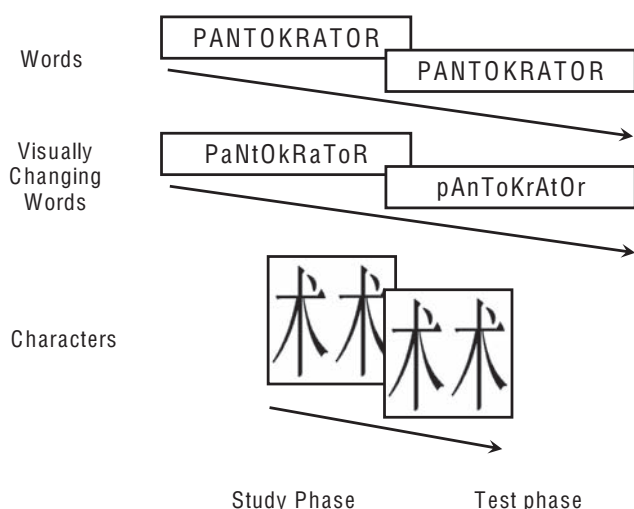 Words
PANTOKRATOR
PANTOKRATOR
Visually
Changing
Words
PaNtOkRaToR
pAnToKrAtOr
Characters
术术
术术
Study Phase
Test phase